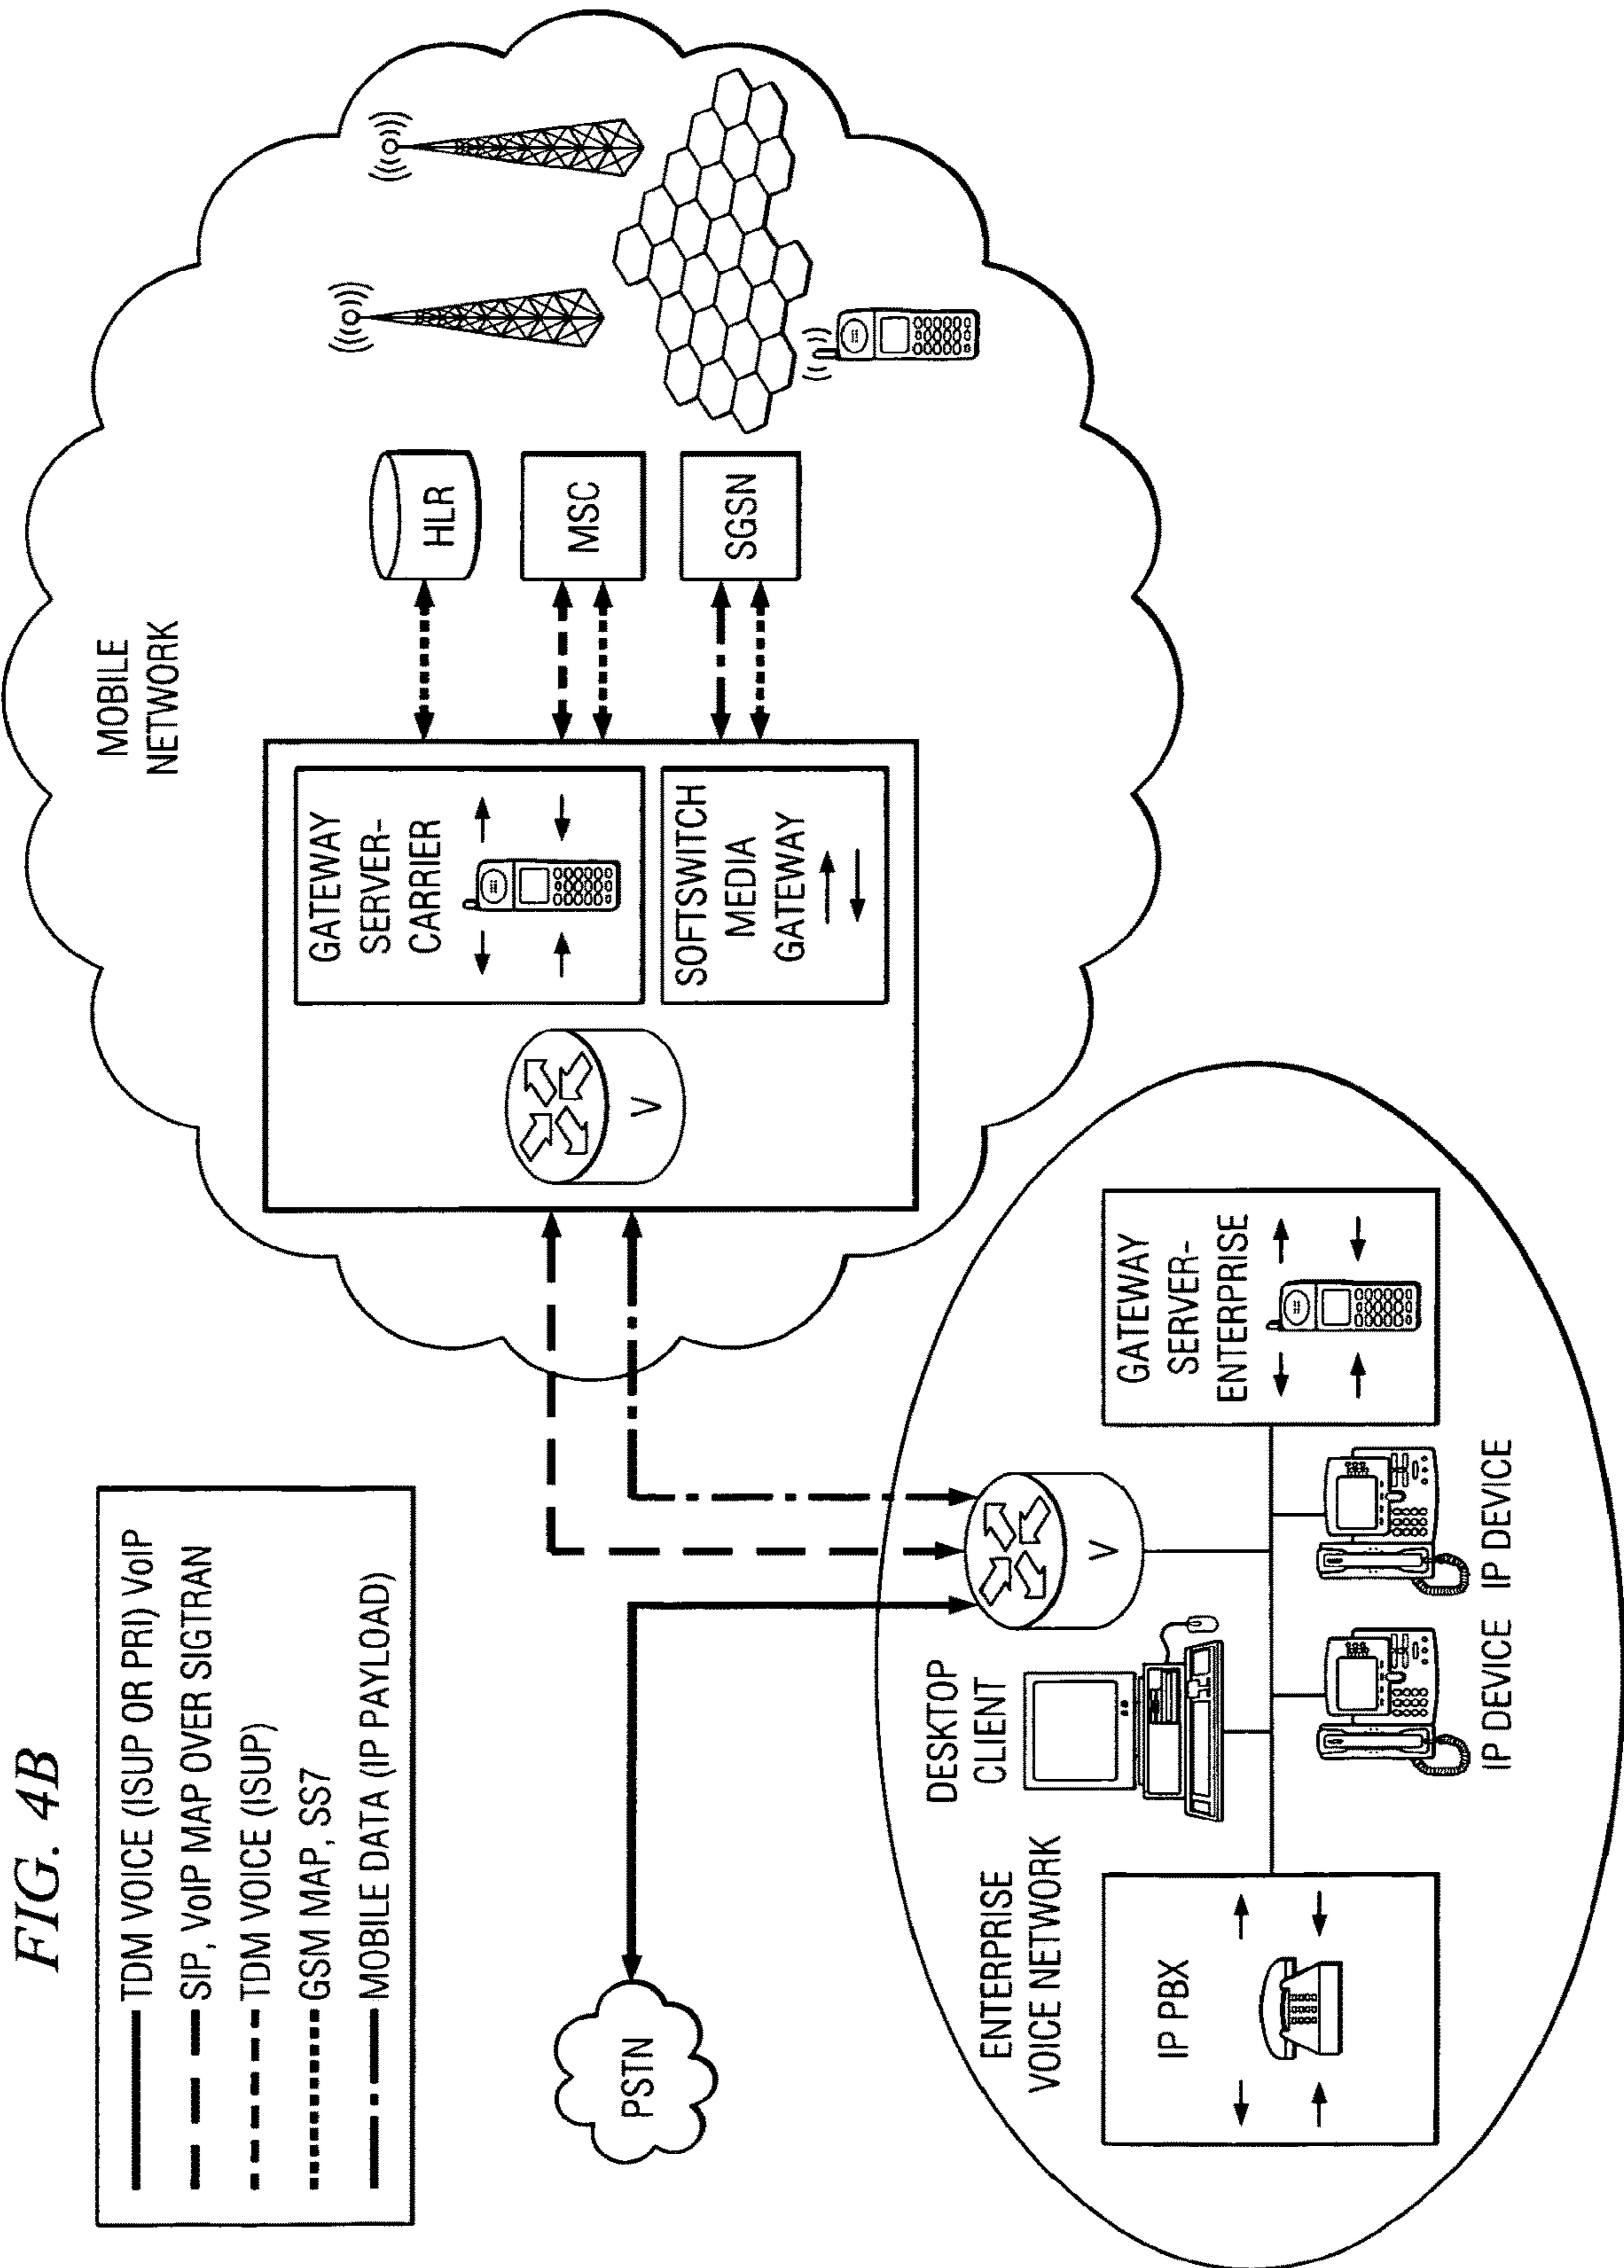 FIG. 4B
TDM VOICE (ISUP OR PRI) VoIP
SIP, VoIP MAP OVER SIGTRAN
TDM VOICE (ISUP)
GSM MAP, SS7
MOBILE DATA (IP PAYLOAD)
MOBILE
NETWORK
GATEWAY
SERVER-
CARRIER
SOFTSWITCH
MEDIA
GATEWAY
V
HLR
MSC
SGSN
PSTN
ENTERPRISE
VOICE NETWORK
DESKTOP
CLIENT
V
IP PBX
IP DEVICE
IP DEVICE
GATEWAY
SERVER-
ENTERPRISE